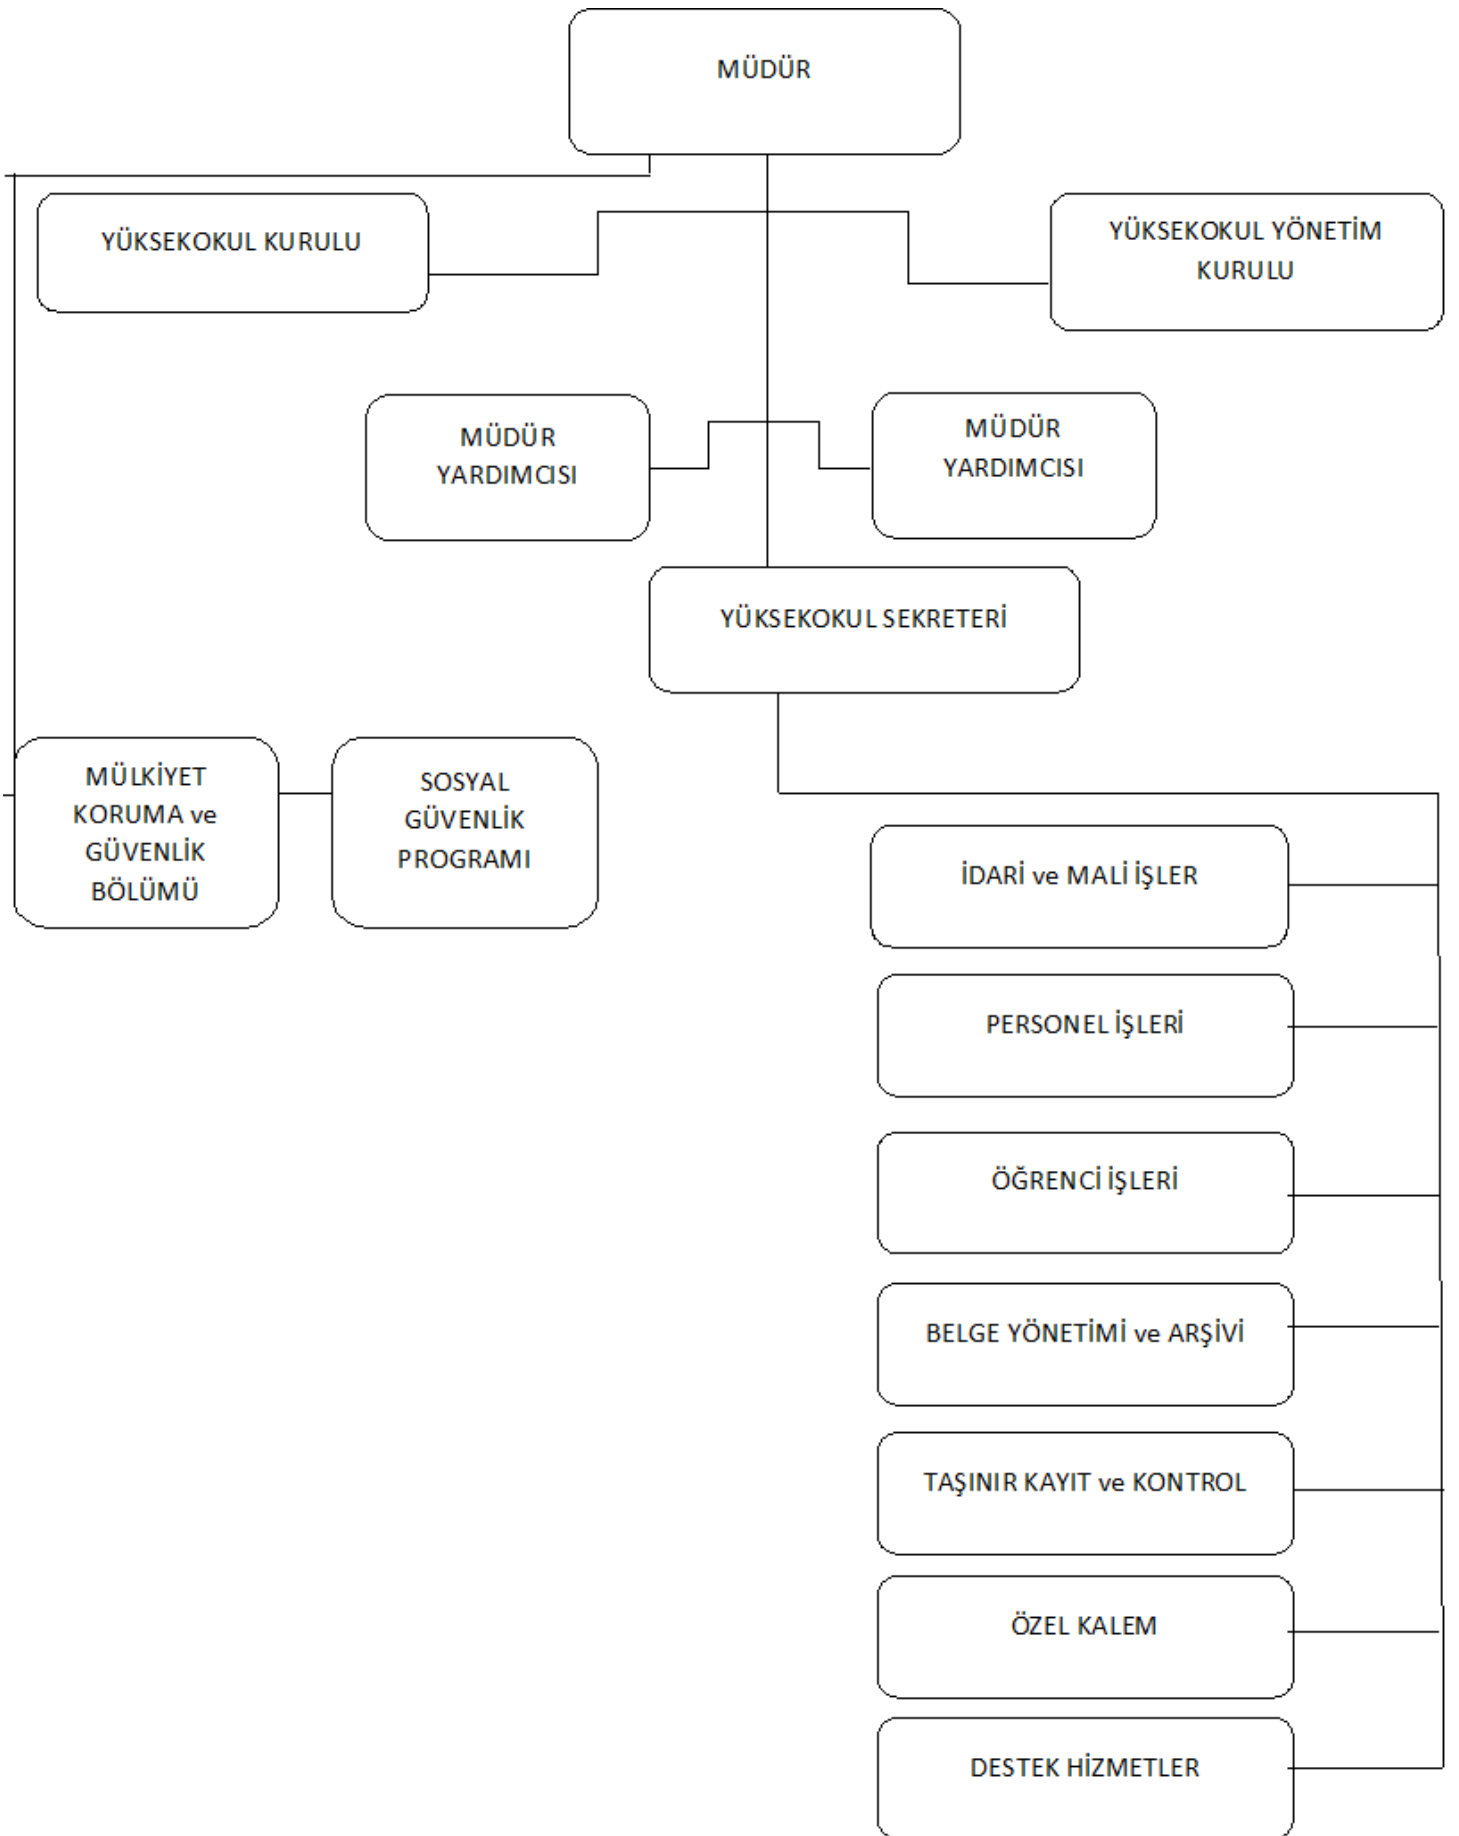 MÜDÜR
YÜKSEKOKUL KURULU
YÜKSEKOKUL YÖNETİM
KURULU
MÜDÜR
YARDIMCISI
MÜDÜR
YARDIMCISI
YÜKSEKOKUL SEKRETERİ
MÜLKİYET
KORUMA ve
GÜVENLİK
BÖLÜMÜ
SOSYAL
GÜVENLİK
PROGRAMI
İDARİ ve MALİ İŞLER
PERSONEL İŞLERİ
ÖĞRENCİ İŞLERİ
BELGE YÖNETİMİ ve ARŞİVİ
TAŞINIR KAYIT ve KONTROL
ÖZEL KALEM
DESTEK HİZMETLER